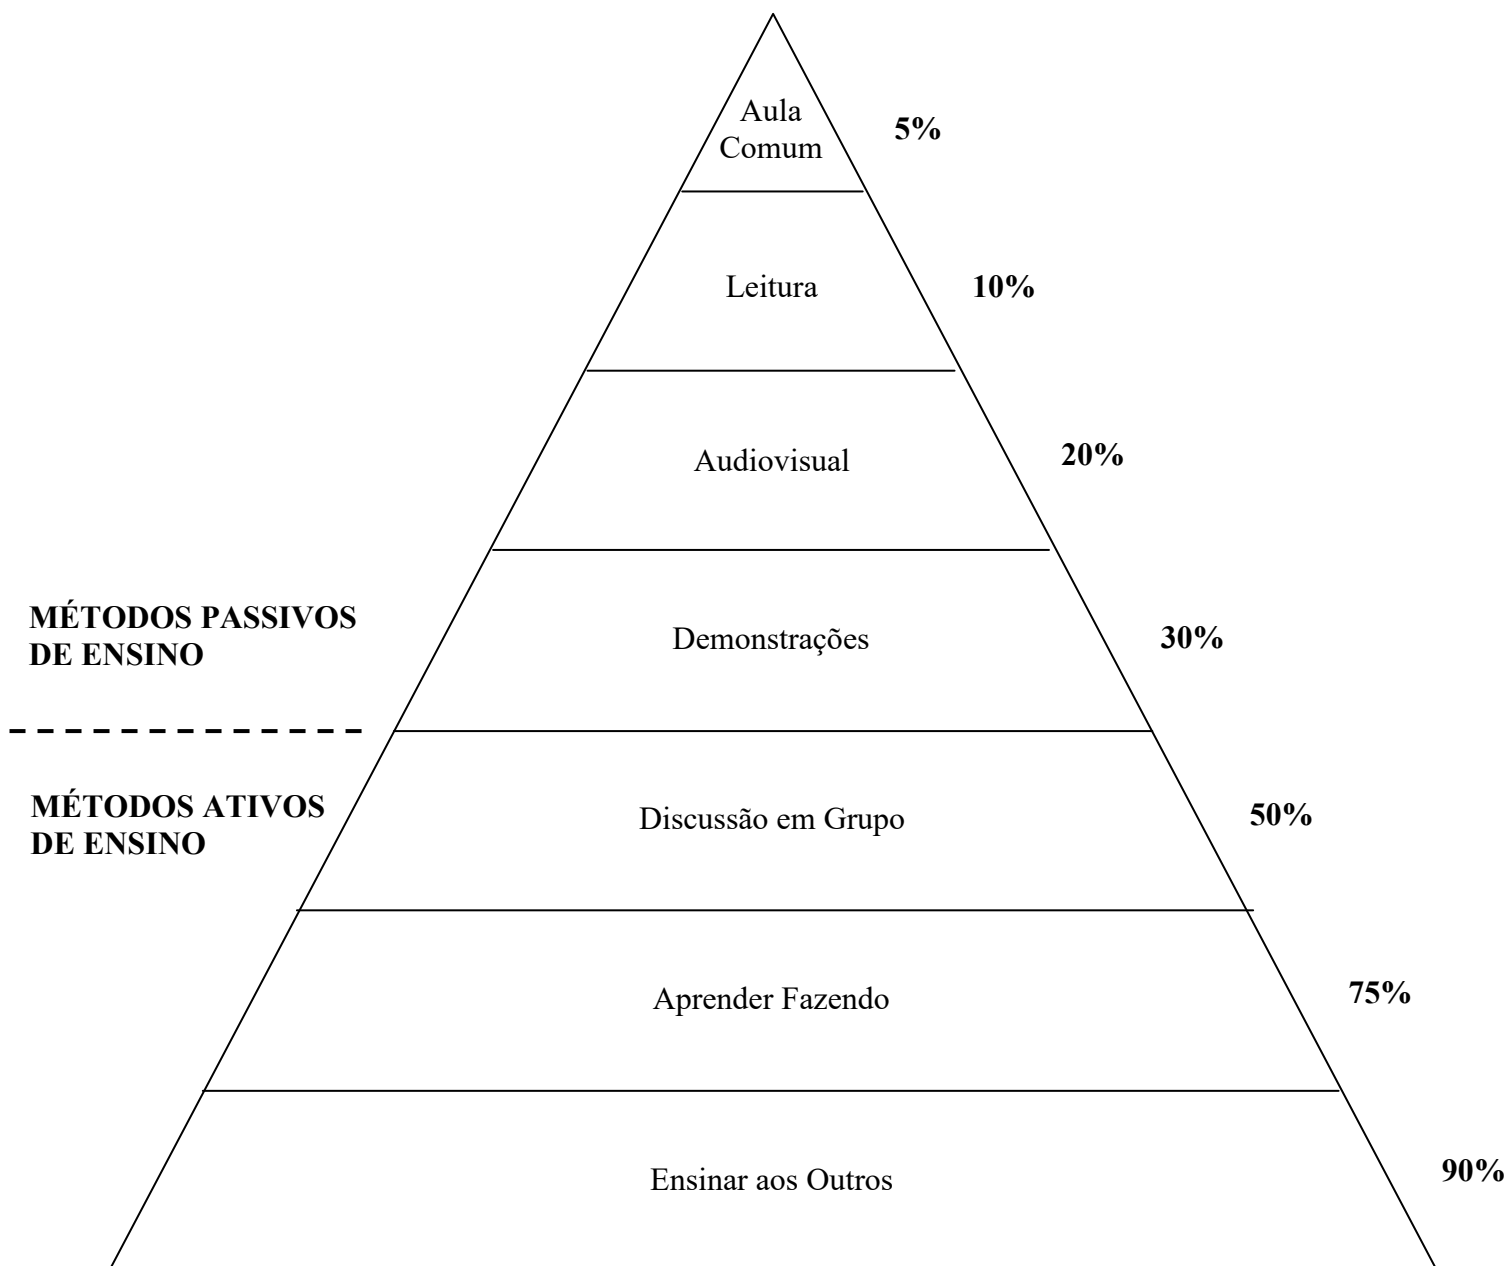 Aula
Comum
5%
Leitura
10%
Audiovisual
20%
MÉTODOS PASSIVOS
DE ENSINO
Demonstrações
30%
MÉTODOS ATIVOS
DE ENSINO
Discussão em Grupo
50%
Aprender Fazendo
75%
Ensinar aos Outros
90%